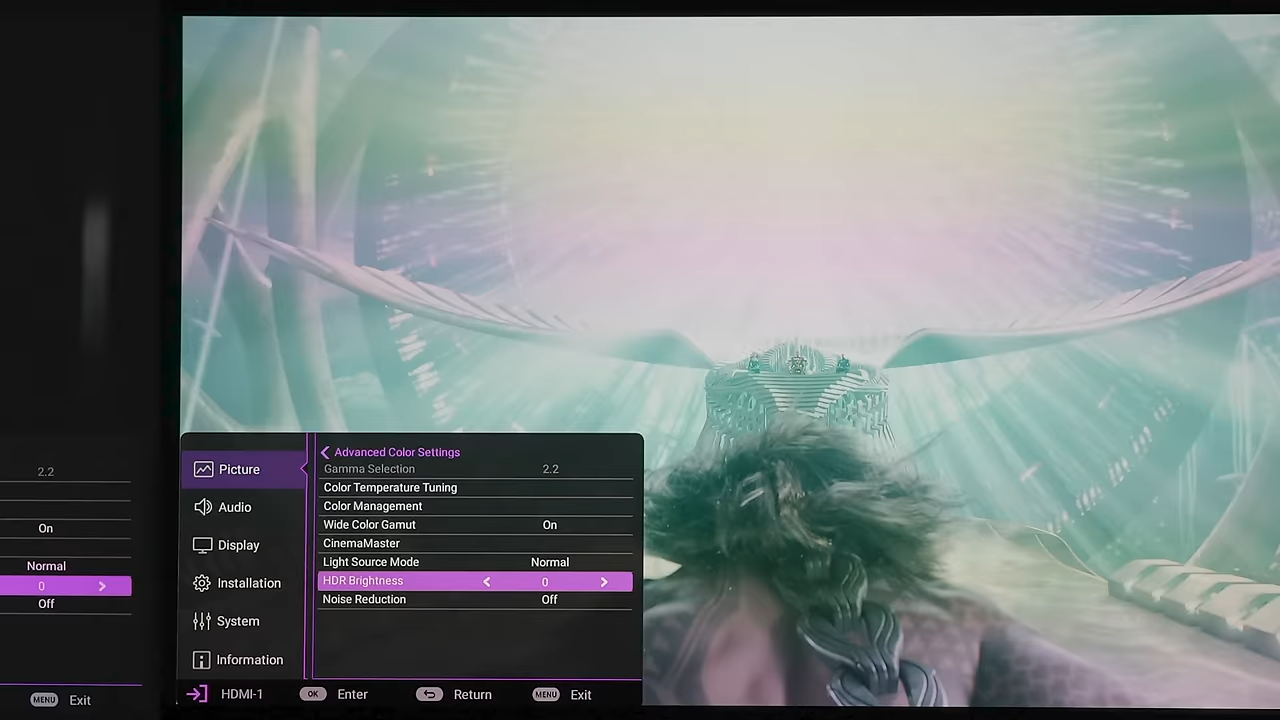 2.2
On
Normal
0
Off
MENU Exit
Picture
Audio
Display
Installation
System
Information
Advanced Color Settings
Gamma Selection 2.2
Color Temperature Tuning
Color Management
Wide Color Gamut On
CinemaMaster
Light Source Mode Normal
HDR Brightness 0
Noise Reduction Off
HDMI-1 OK Enter Return MENU Exit